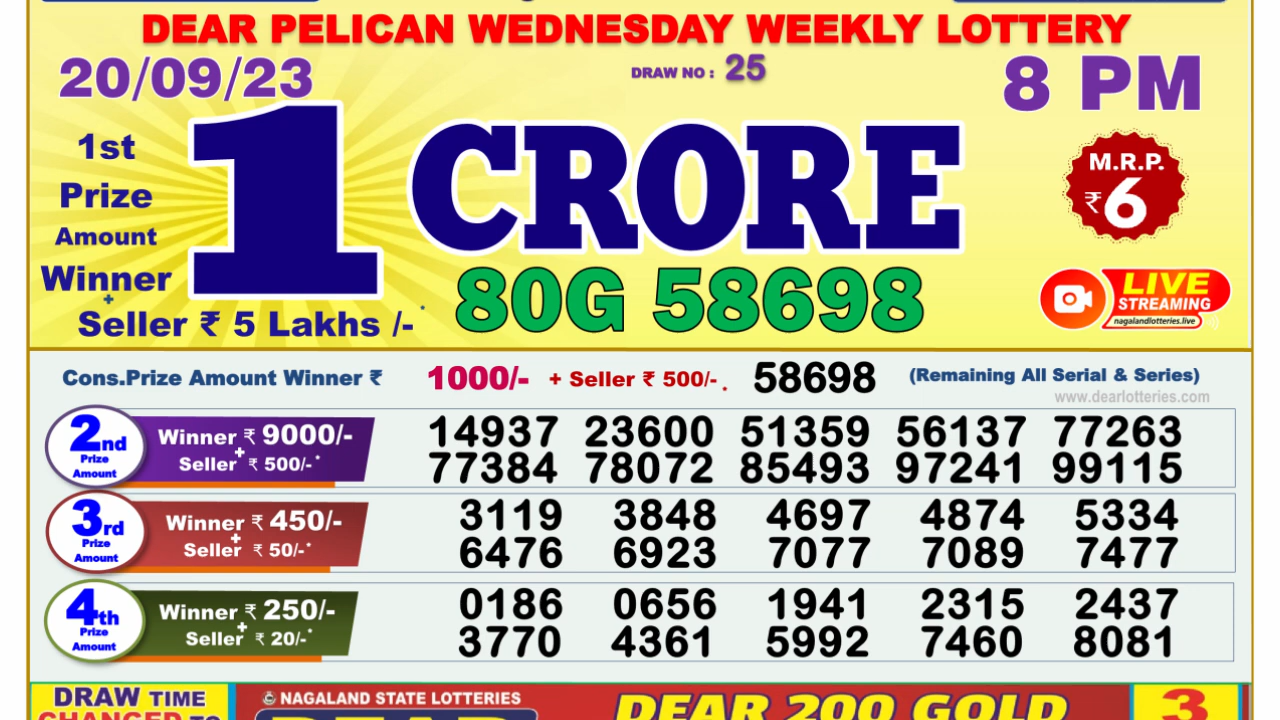 DEAR PELICAN WEDNESDAY WEEKLY LOTTERY
20/09/23
DRAW NO : 25
8 PM
1st
Prize
Amount
Winner
+
Seller ₹ 5 Lakhs /-
1 CRORE
80G 58698
M.R.P.
₹ 6
LIVE
STREAMING
nagalandlotteries.live
Cons.Prize Amount Winner ₹ 1000/- + Seller ₹ 500/- . 58698 (Remaining All Serial & Series)
www.dearlotteries.com
2nd
Prize
Amount
Winner ₹ 9000/-
+
Seller ₹ 500/-*
14937 23600 51359 56137 77263
77384 78072 85493 97241 99115
3rd
Prize
Amount
Winner ₹ 450/-
+
Seller ₹ 50/-*
3119 3848 4697 4874 5334
6476 6923 7077 7089 7477
4th
Prize
Amount
Winner ₹ 250/-
+
Seller ₹ 20/-*
0186 0656 1941 2315 2437
3770 4361 5992 7460 8081
DRAW TIME
CHANGED TO
NAGALAND STATE LOTTERIES
DEAR
DEAR 200 GOLD
3